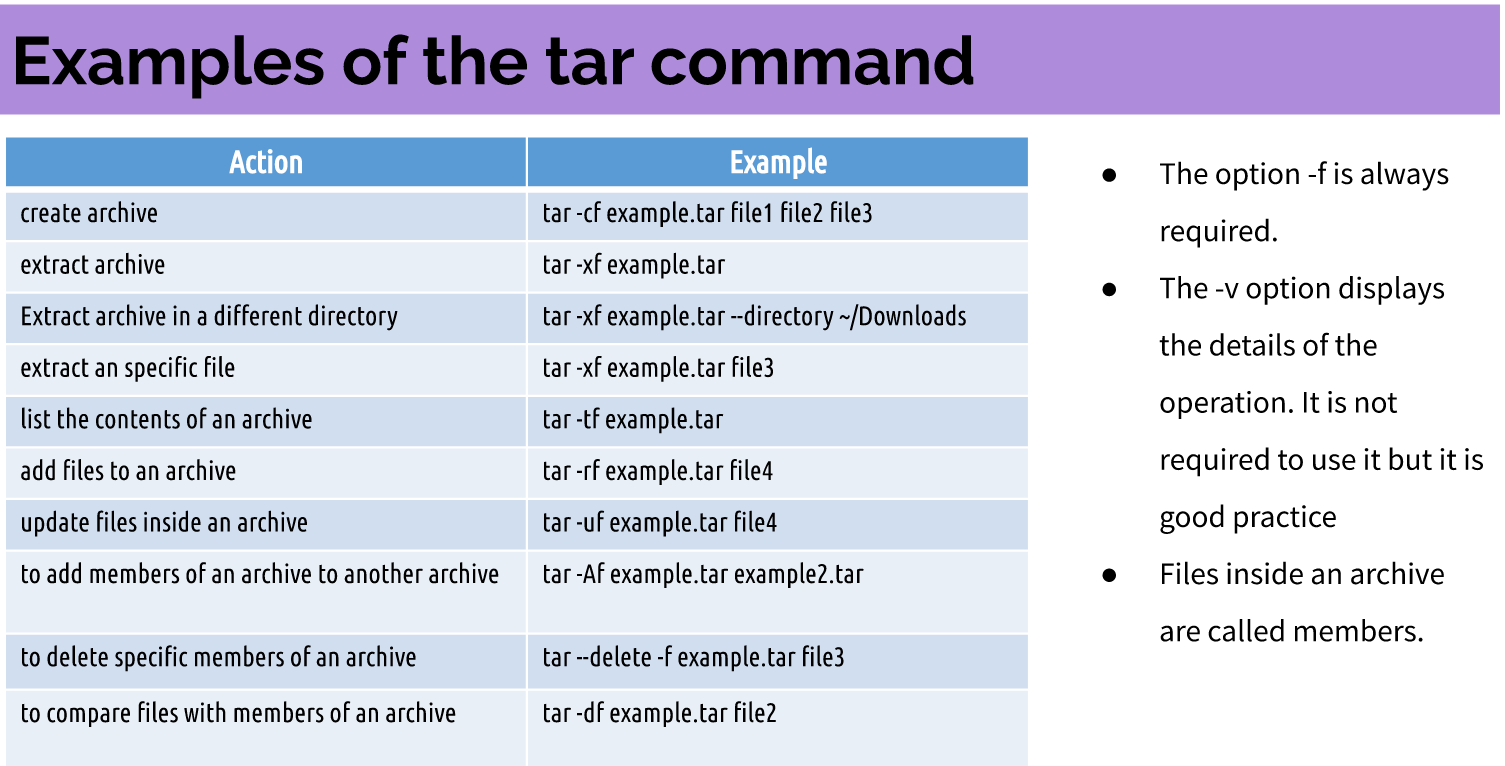 Examples of the tar command
Action Example
create archive tar -cf example.tar file1 file2 file3
extract archive tar -xf example.tar
Extract archive in a different directory tar -xf example.tar --directory ~/Downloads
extract an specific file tar -xf example.tar file3
list the contents of an archive tar -tf example.tar
add files to an archive tar -rf example.tar file4
update files inside an archive tar -uf example.tar file4
to add members of an archive to another archive tar -Af example.tar example2.tar
to delete specific members of an archive tar --delete -f example.tar file3
to compare files with members of an archive tar -df example.tar file2
● The option -f is always
required.
● The -v option displays
the details of the
operation. It is not
required to use it but it is
good practice
● Files inside an archive
are called members.